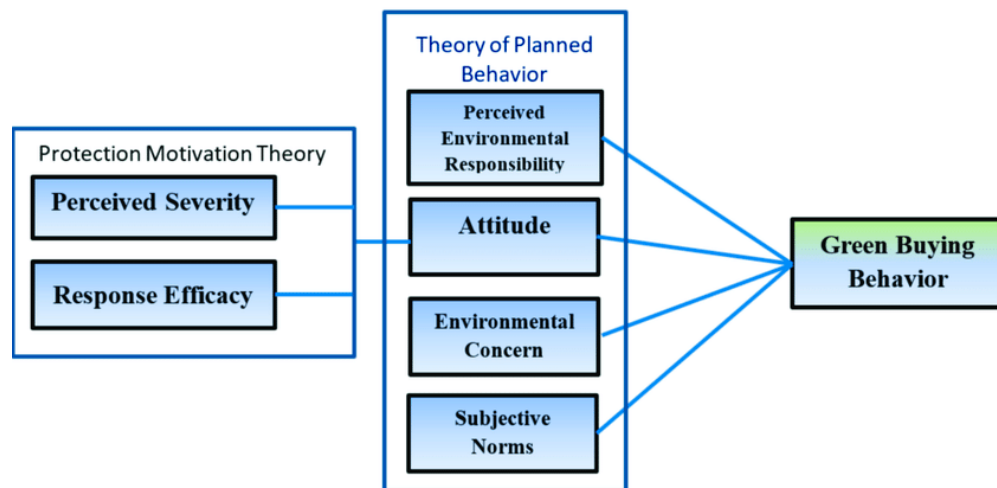 Protection Motivation Theory
Perceived Severity
Response Efficacy
Theory of Planned
Behavior
Perceived
Environmental
Responsibility
Attitude
Environmental
Concern
Subjective
Norms
Green Buying
Behavior